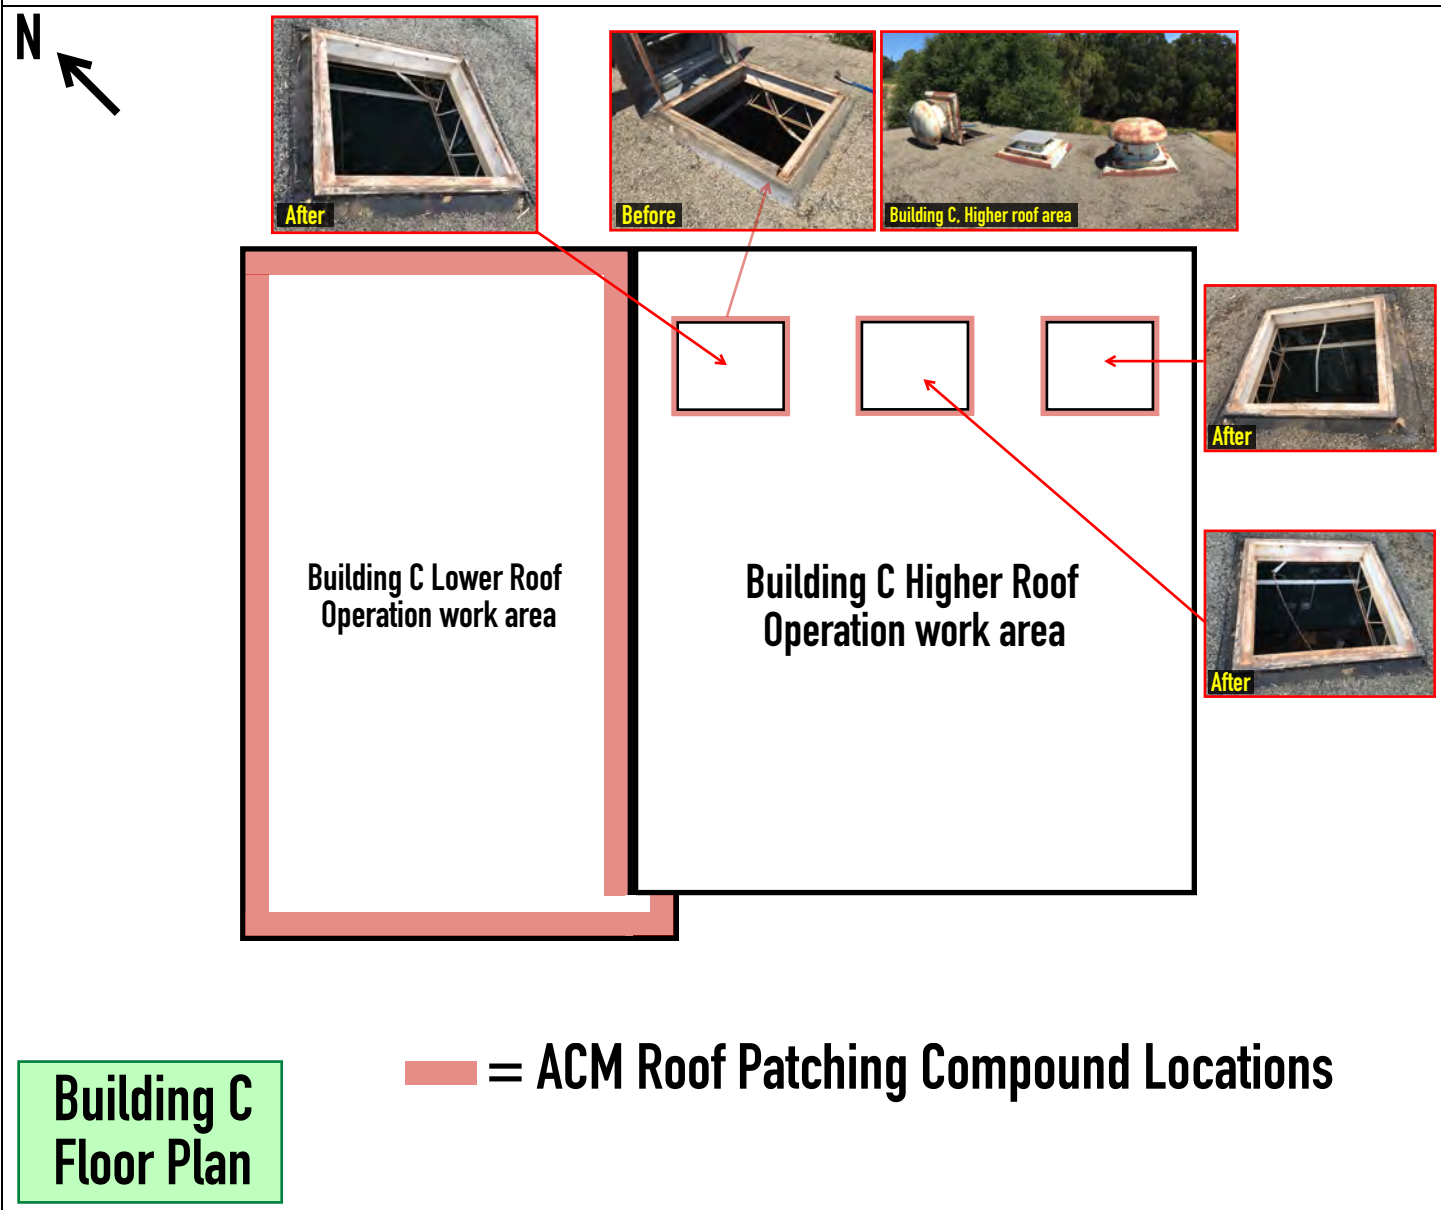 N
After
Before
Building C, Higher roof area
After
Building C Lower Roof
Operation work area
Building C Higher Roof
Operation work area
After
= ACM Roof Patching Compound Locations
Building C
Floor Plan